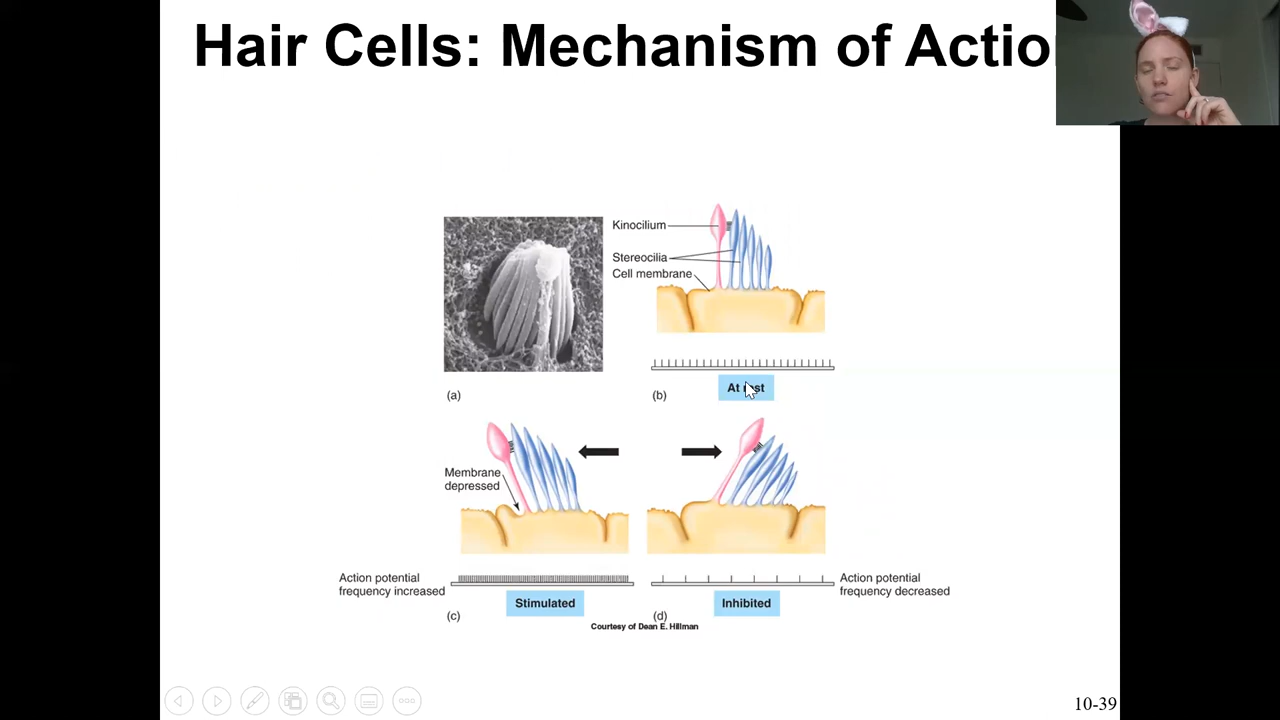 Hair Cells: Mechanism of Actio
Kinocilium
Stereocilia
Cell membrane
(a)
(b)
At rest
Membrane
depressed
Action potential
frequency increased
Stimulated
(c)
Inhibited
(d)
Action potential
frequency decreased
Courtesy of Dean E. Hillman
10-39